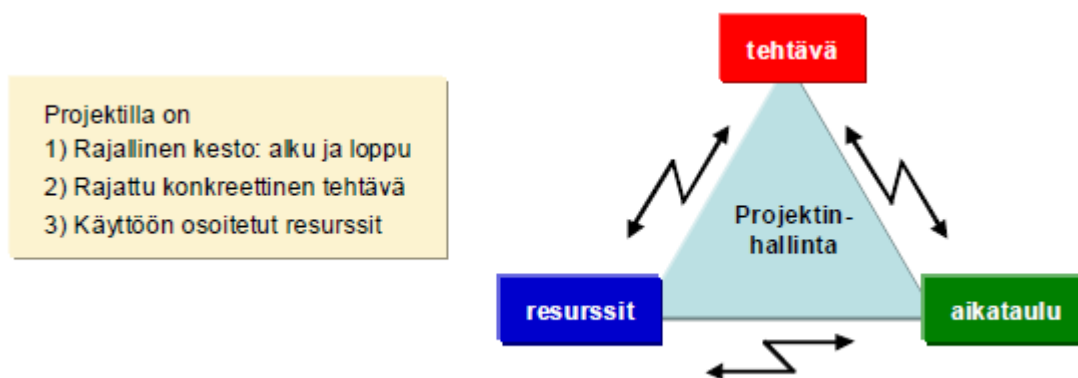 Projektilla on
1) Rajallinen kesto: alku ja loppu
2) Rajattu konkreettinen tehtävä
3) Käyttöön osoitetut resurssit
tehtävä
Projektin-
hallinta
resurssit
aikataulu